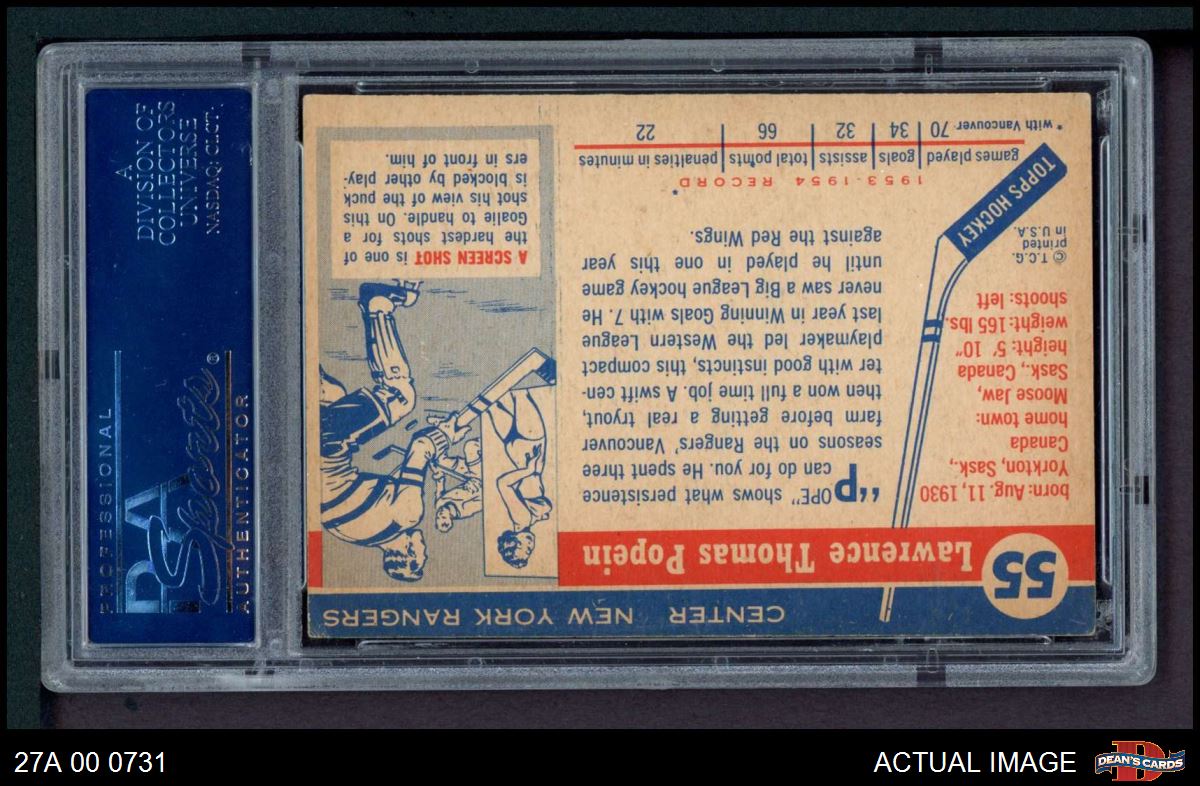 CENTER NEW YORK RANGERS
55
Lawrence Thomas Popein
born: Aug. 11, 1930
Yorkton, Sask.,
Canada
home town:
Moose Jaw,
Sask., Canada
height: 5' 10"
weight: 165 lbs.
shoots: left
© T.C.G.
printed
in U.S.A.
TOPPS HOCKEY
"POPE" shows what persistence
can do for you. He spent three
seasons on the Rangers' Vancouver
farm before getting a real tryout,
then won a full time job. A swift cen-
ter with good instincts, this compact
playmaker led the Western League
last year in Winning Goals with 7. He
never saw a Big League hockey game
until he played in one this year
against the Red Wings.
1953-1954 RECORD *
games played goals assists total points penalties in minutes
70 34 32 66 22
* with Vancouver
A SCREEN SHOT is one of
the hardest shots for a
Goalie to handle. On this
shot his view of the puck
is blocked by other play-
ers in front of him.
PROFESSIONAL
PSA
Sports ®
AUTHENTICATOR
A
DIVISION OF
COLLECTORS
UNIVERSE
NASDAQ: CLCT
27A 00 0731
ACTUAL IMAGE
D
DEAN'S CARDS